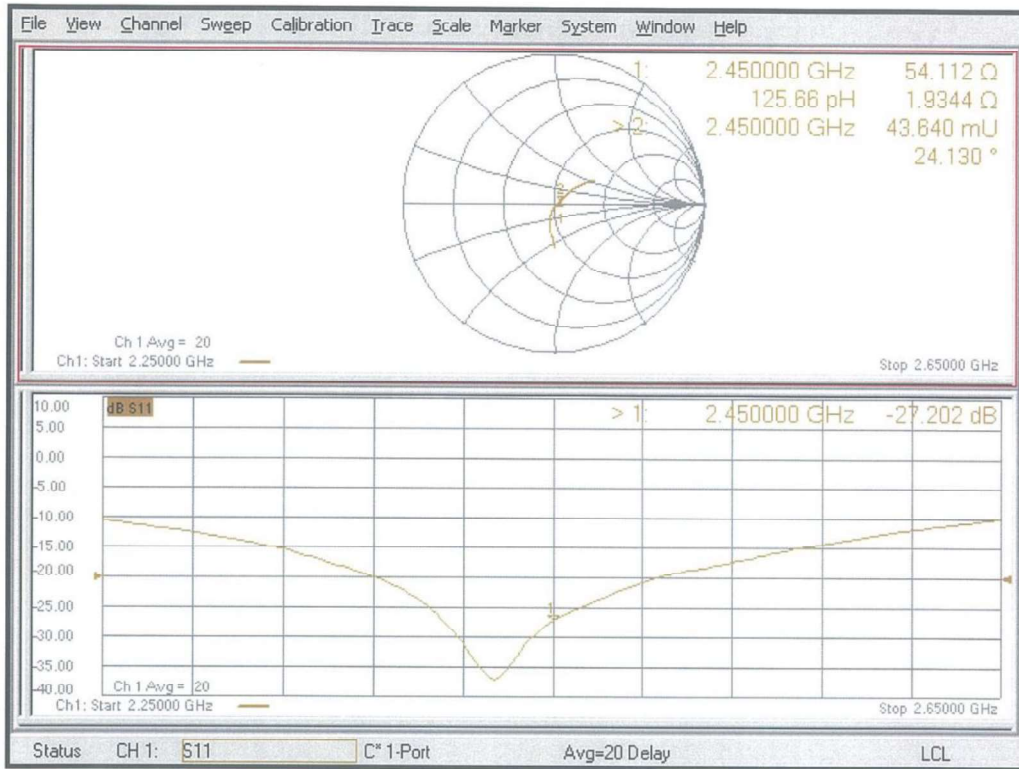 File View Channel Sweep Calibration Trace Scale Marker System Window Help
1: 2.450000 GHz 54.112 Ω
125.66 pH 1.9344 Ω
> 2: 2.450000 GHz 43.640 mU
24.130 °
Ch 1 Avg = 20
Ch1: Start 2.25000 GHz
Stop 2.65000 GHz
dB S11
> 1: 2.450000 GHz -27.202 dB
10.00
5.00
0.00
-5.00
-10.00
-15.00
-20.00
-25.00
-30.00
-35.00
-40.00
1
Ch 1 Avg = 20
Ch1: Start 2.25000 GHz
Stop 2.65000 GHz
Status CH 1: S11 C* 1-Port Avg=20 Delay LCL